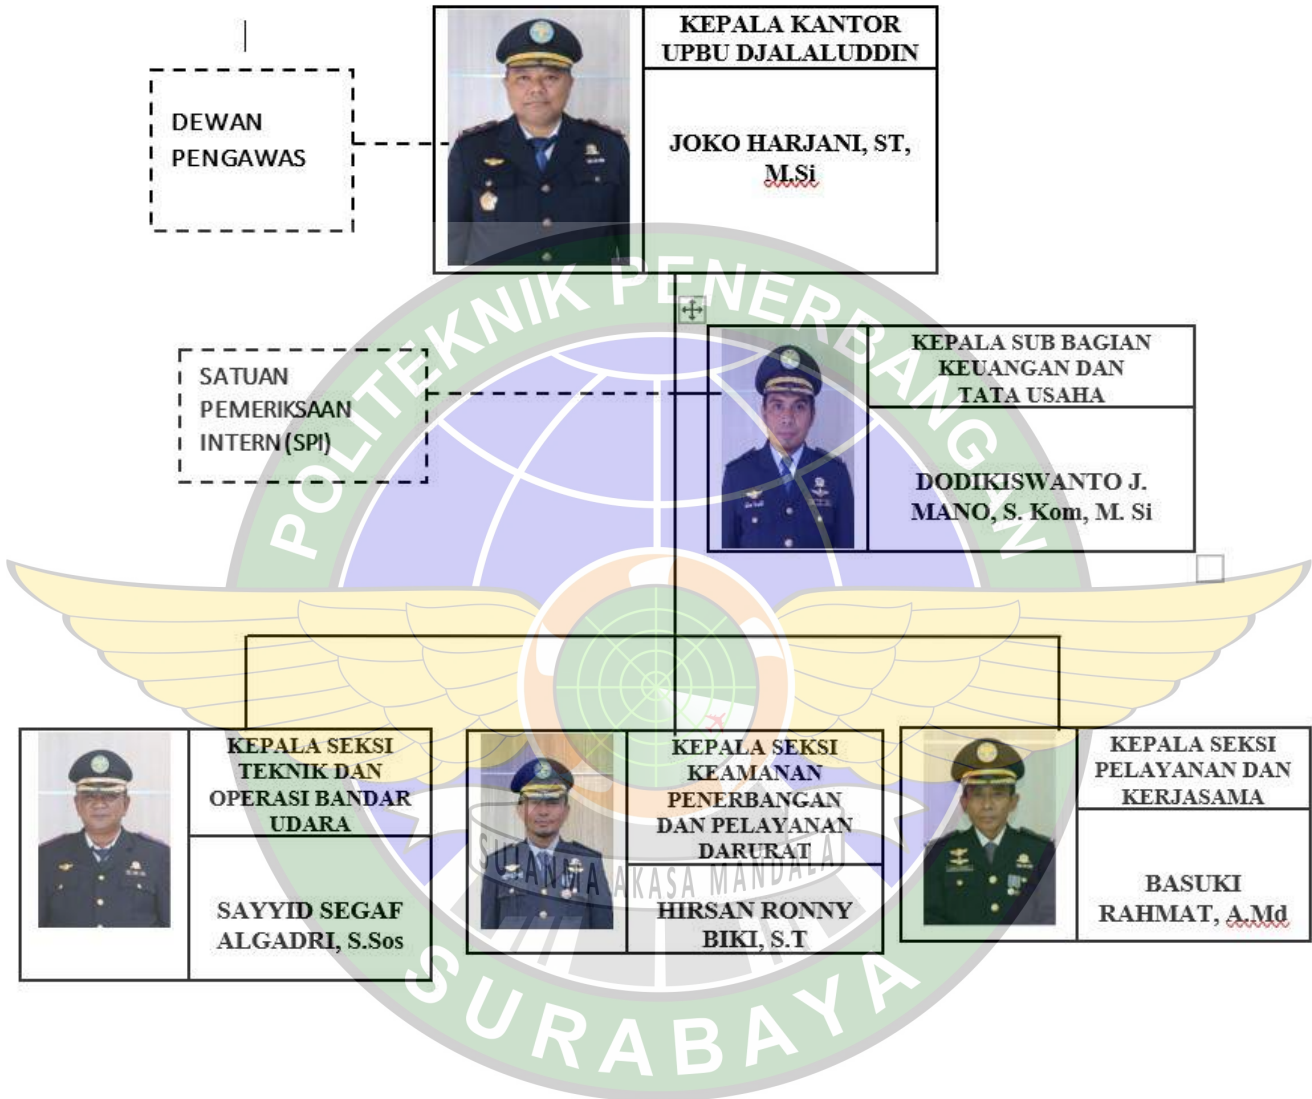 KEPALA KANTOR
UPBU DJALALUDDIN
JOKO HARJANI, ST,
M.Si
DEWAN
PENGAWAS
SATUAN
PEMERIKSAAN
INTERN (SPI)
KEPALA SUB BAGIAN
KEUANGAN DAN
TATA USAHA
DODIKISWANTO J.
MANO, S. Kom, M. Si
KEPALA SEKSI
TEKNIK DAN
OPERASI BANDAR
UDARA
SAYYID SEGAF
ALGADRI, S.Sos
KEPALA SEKSI
KEAMANAN
PENERBANGAN
DAN PELAYANAN
DARURAT
HIRSAN RONNY
BIKI, S.T
KEPALA SEKSI
PELAYANAN DAN
KERJASAMA
BASUKI
RAHMAT, A.Md
POLITEKNIK PENERBANGAN
AKASA MANDALA
SURABAYA